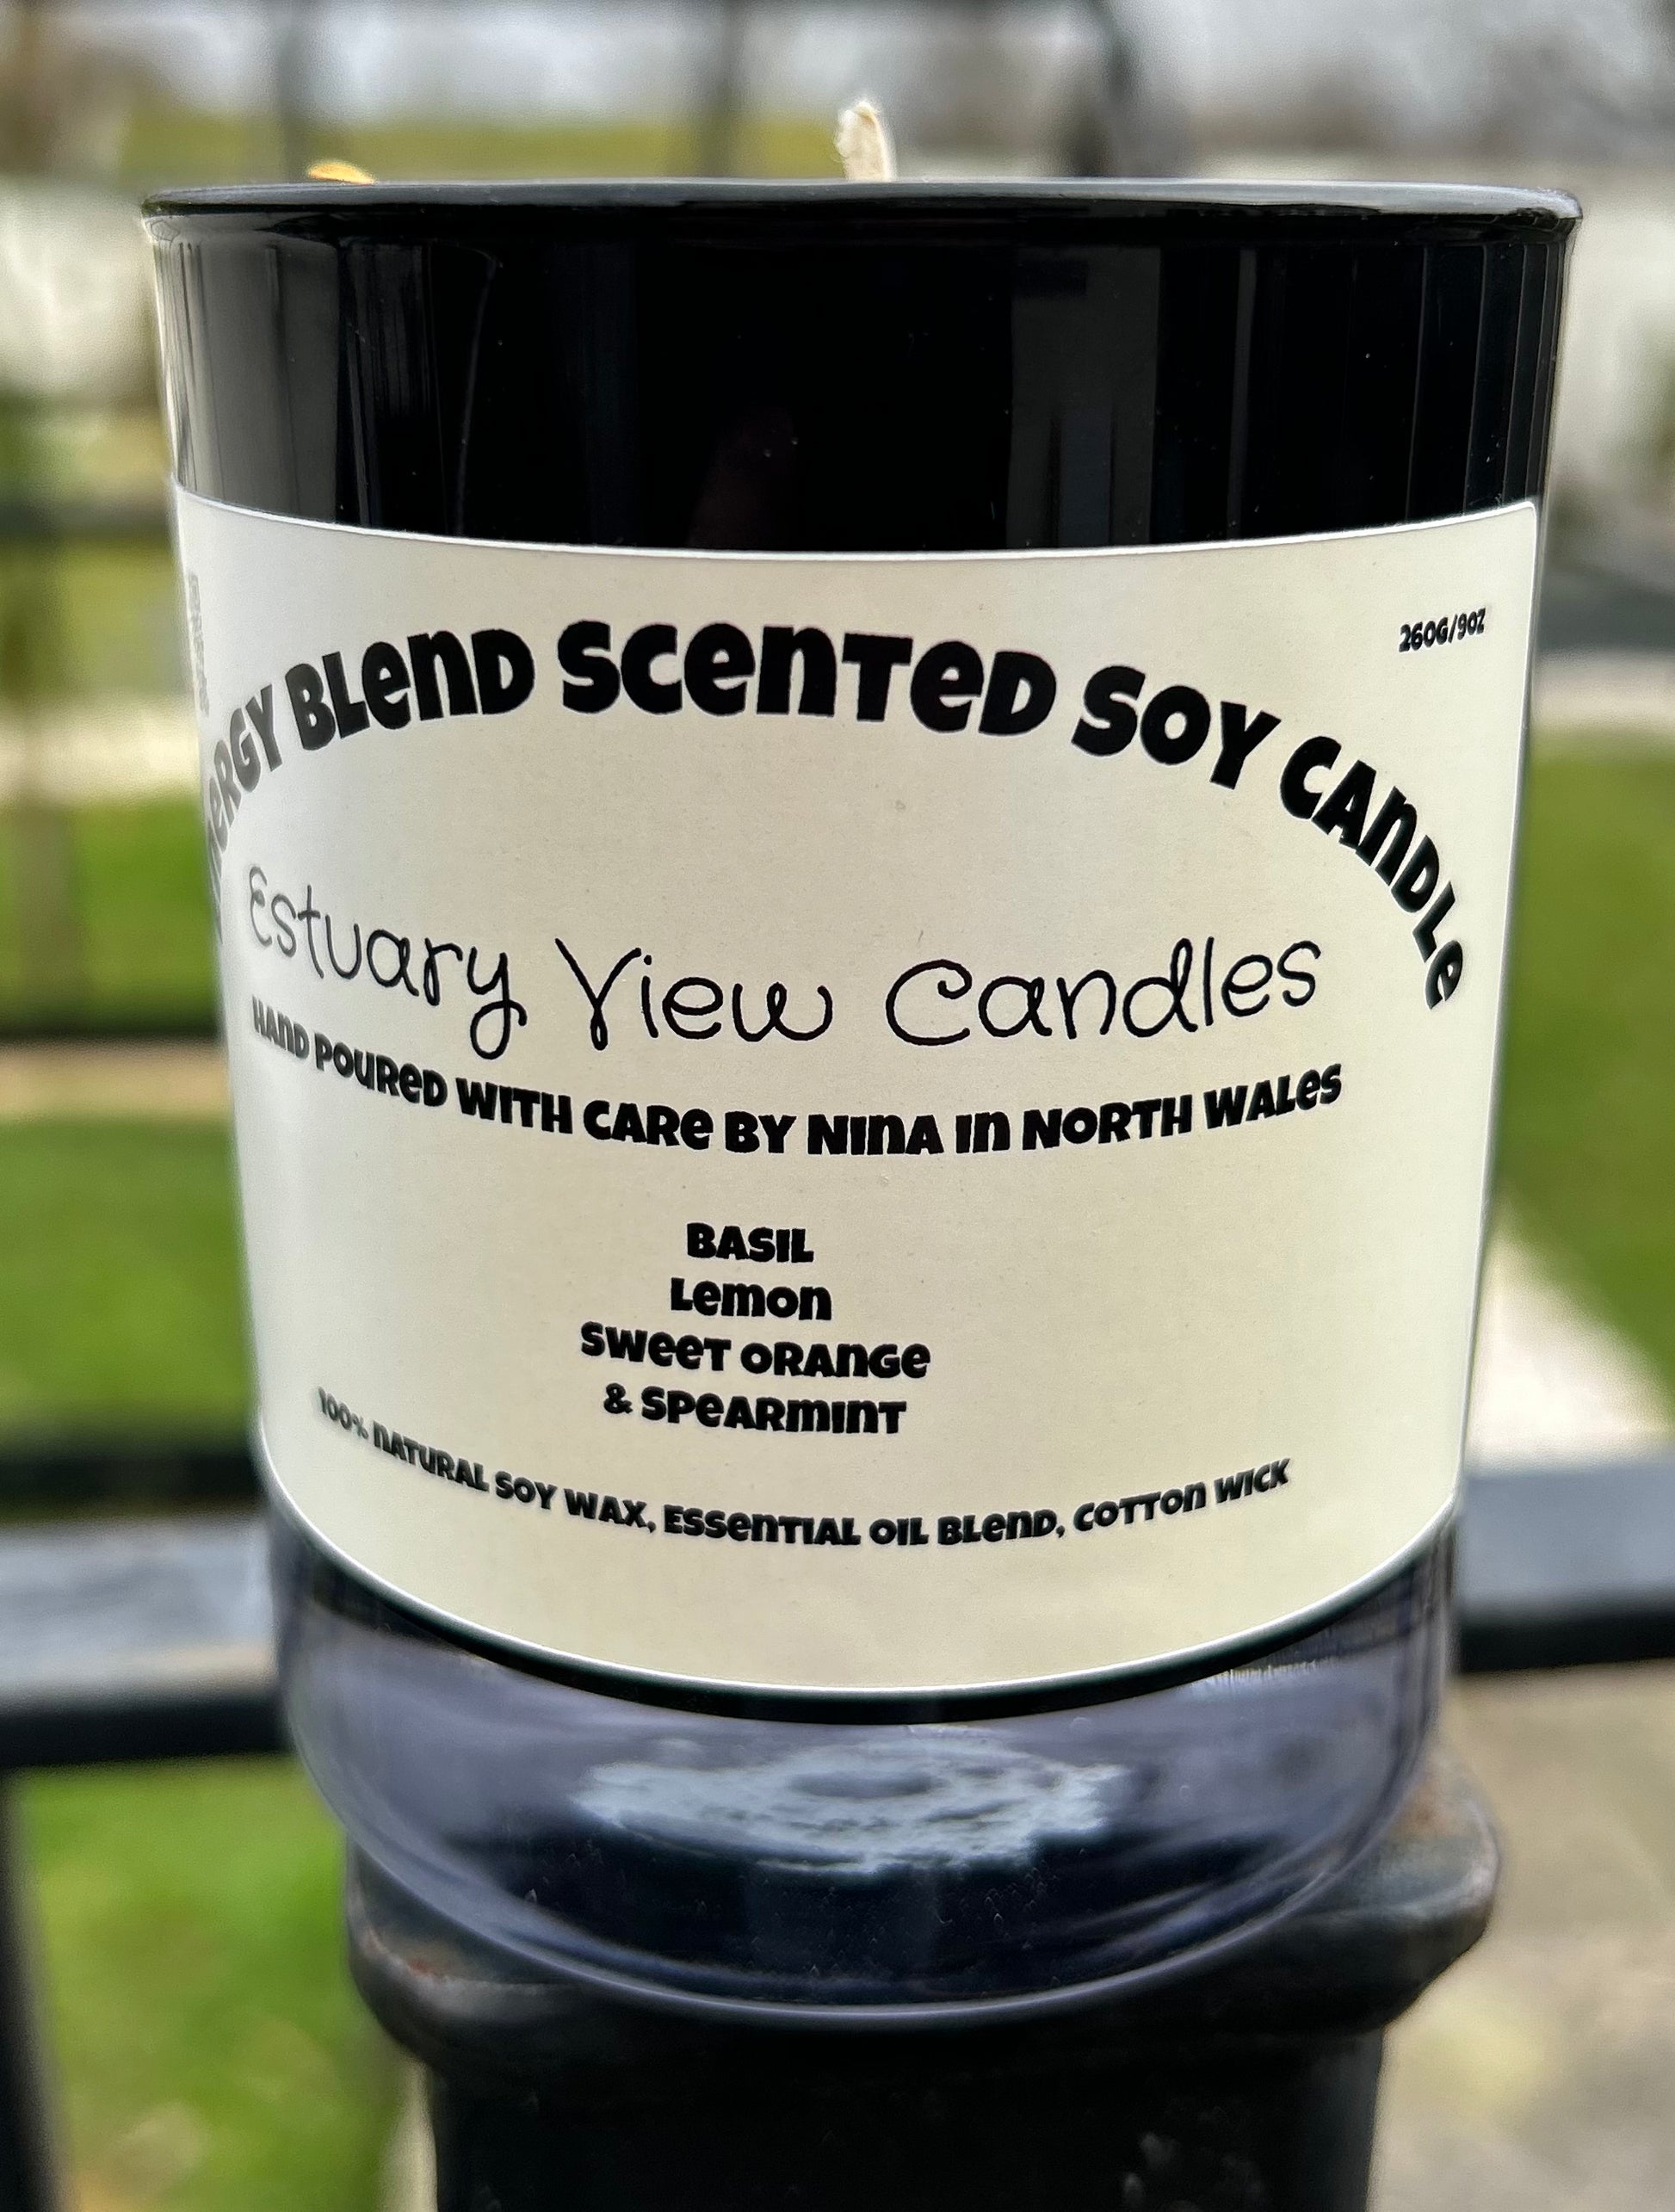 BLEND SCENTED SOY CANDLE
260G/9OZ
Estuary View Candles
HAND POURED WITH CARE BY NINA IN NORTH WALES
BASIL
LEMON
SWEET ORANGE
& SPEARMINT
100% NATURAL SOY WAX, ESSENTIAL OIL BLEND, COTTON WICK